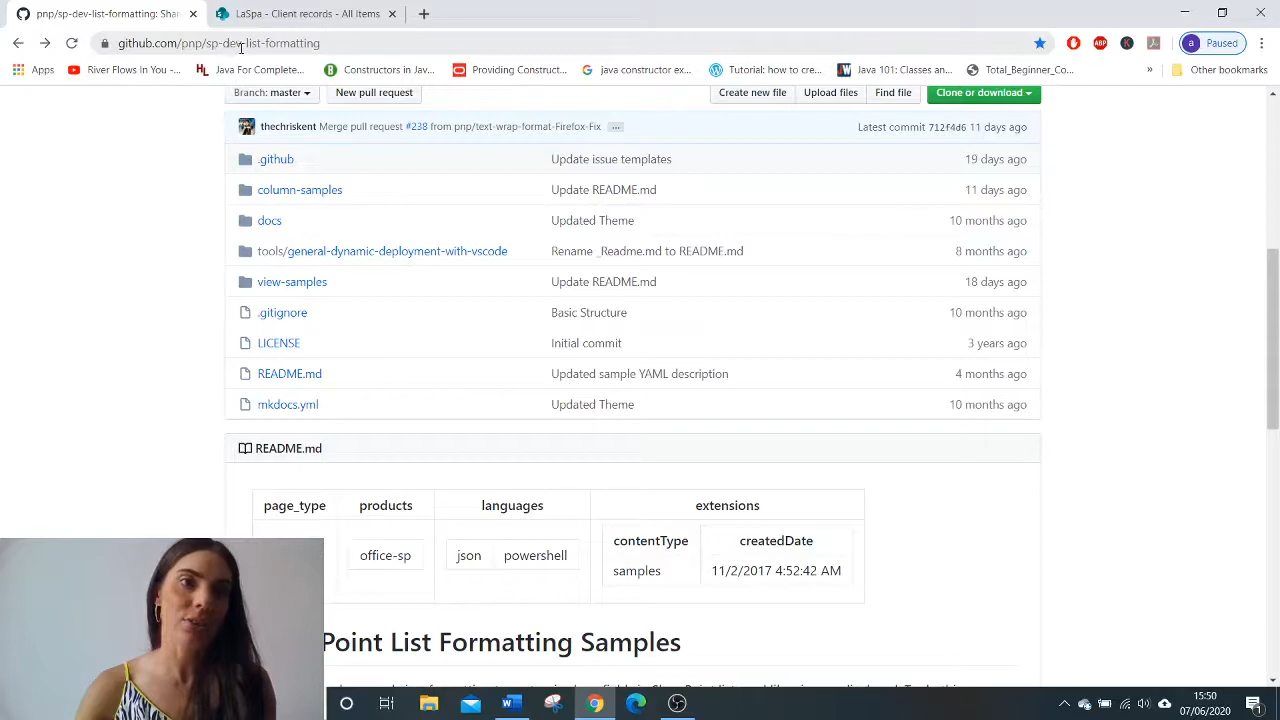 pnp/sp-dev-list-formatting: Shar
LaSpa - Client records - All Items
github.com/pnp/sp-dev-list-formatting
Paused
Apps
River Flows In You -...
Java For Complete...
Constructors in Jav...
Providing Construc...
java constructor ex...
Tutorial: How to cre...
Java 101: Classes an...
Total_Beginner_Co...
Other bookmarks
Branch: master
New pull request
Create new file
Upload files
Find file
Clone or download
thechriskent Merge pull request #238 from pnp/text-wrap-format-Firefox-Fix ...
Latest commit 712f4d6 11 days ago
.github Update issue templates 19 days ago
column-samples Update README.md 11 days ago
docs Updated Theme 10 months ago
tools/general-dynamic-deployment-with-vscode Rename _Readme.md to README.md 8 months ago
view-samples Update README.md 18 days ago
.gitignore Basic Structure 10 months ago
LICENSE Initial commit 3 years ago
README.md Updated sample YAML description 4 months ago
mkdocs.yml Updated Theme 10 months ago
README.md
page_type products languages extensions
contentType createdDate
office-sp json powershell
samples 11/2/2017 4:52:42 AM
Point List Formatting Samples
15:50
07/06/2020